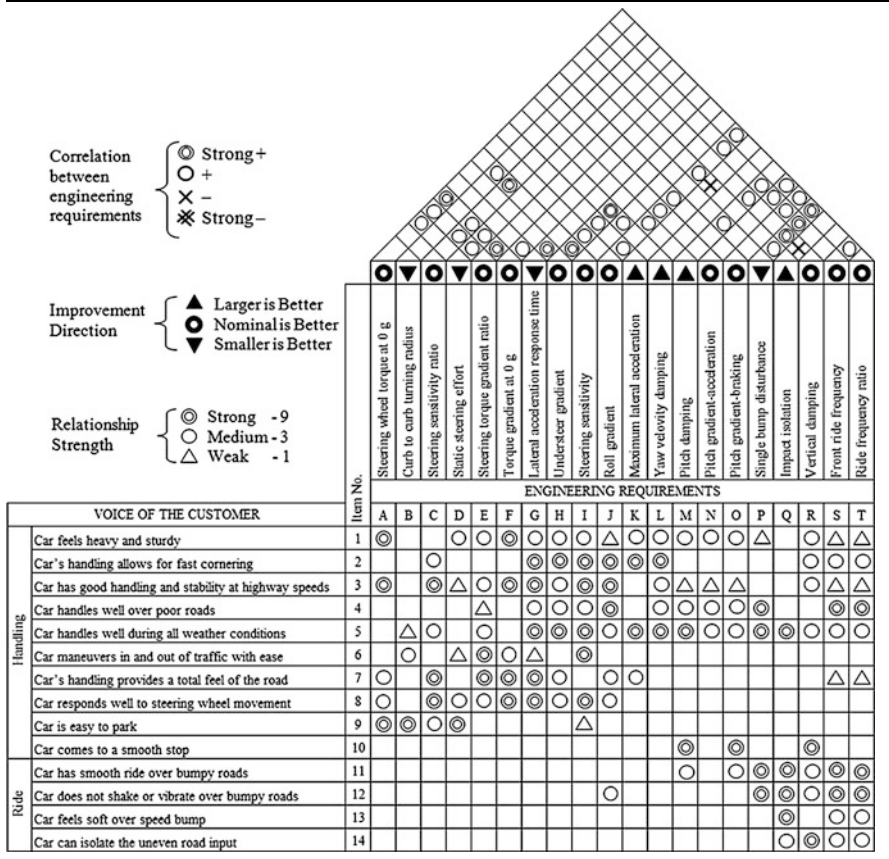 Correlation
between
engineering
requirements
Strong+
+
-
Strong-
Improvement
Direction
Larger is Better
Nominal is Better
Smaller is Better
Relationship
Strength
Strong - 9
Medium - 3
Weak - 1
Steering wheel torque at 0 g
Curb to curb turning radius
Steering sensitivity ratio
Static steering effort
Steering torque gradient ratio
Torque gradient at 0 g
Lateral acceleration response time
Understeer gradient
Steering sensitivity
Roll gradient
Maximum lateral acceleration
Yaw velovity damping
Pitch damping
Pitch gradient-acceleration
Pitch gradient-braking
Single bump disturbance
Impact isolation
Vertical damping
Front ride frequency
Ride frequency ratio
ENGINEERING REQUIREMENTS
VOICE OF THE CUSTOMER
Item No.
A B C D E F G H I J K L M N O P Q R S T
Handling
Car feels heavy and sturdy 1
Car's handling allows for fast cornering 2
Car has good handling and stability at highway speeds 3
Car handles well over poor roads 4
Car handles well during all weather conditions 5
Car maneuvers in and out of traffic with ease 6
Car's handling provides a total feel of the road 7
Car responds well to steering wheel movement 8
Car is easy to park 9
Car comes to a smooth stop 10
Ride
Car has smooth ride over bumpy roads 11
Car does not shake or vibrate over bumpy roads 12
Car feels soft over speed bump 13
Car can isolate the uneven road input 14